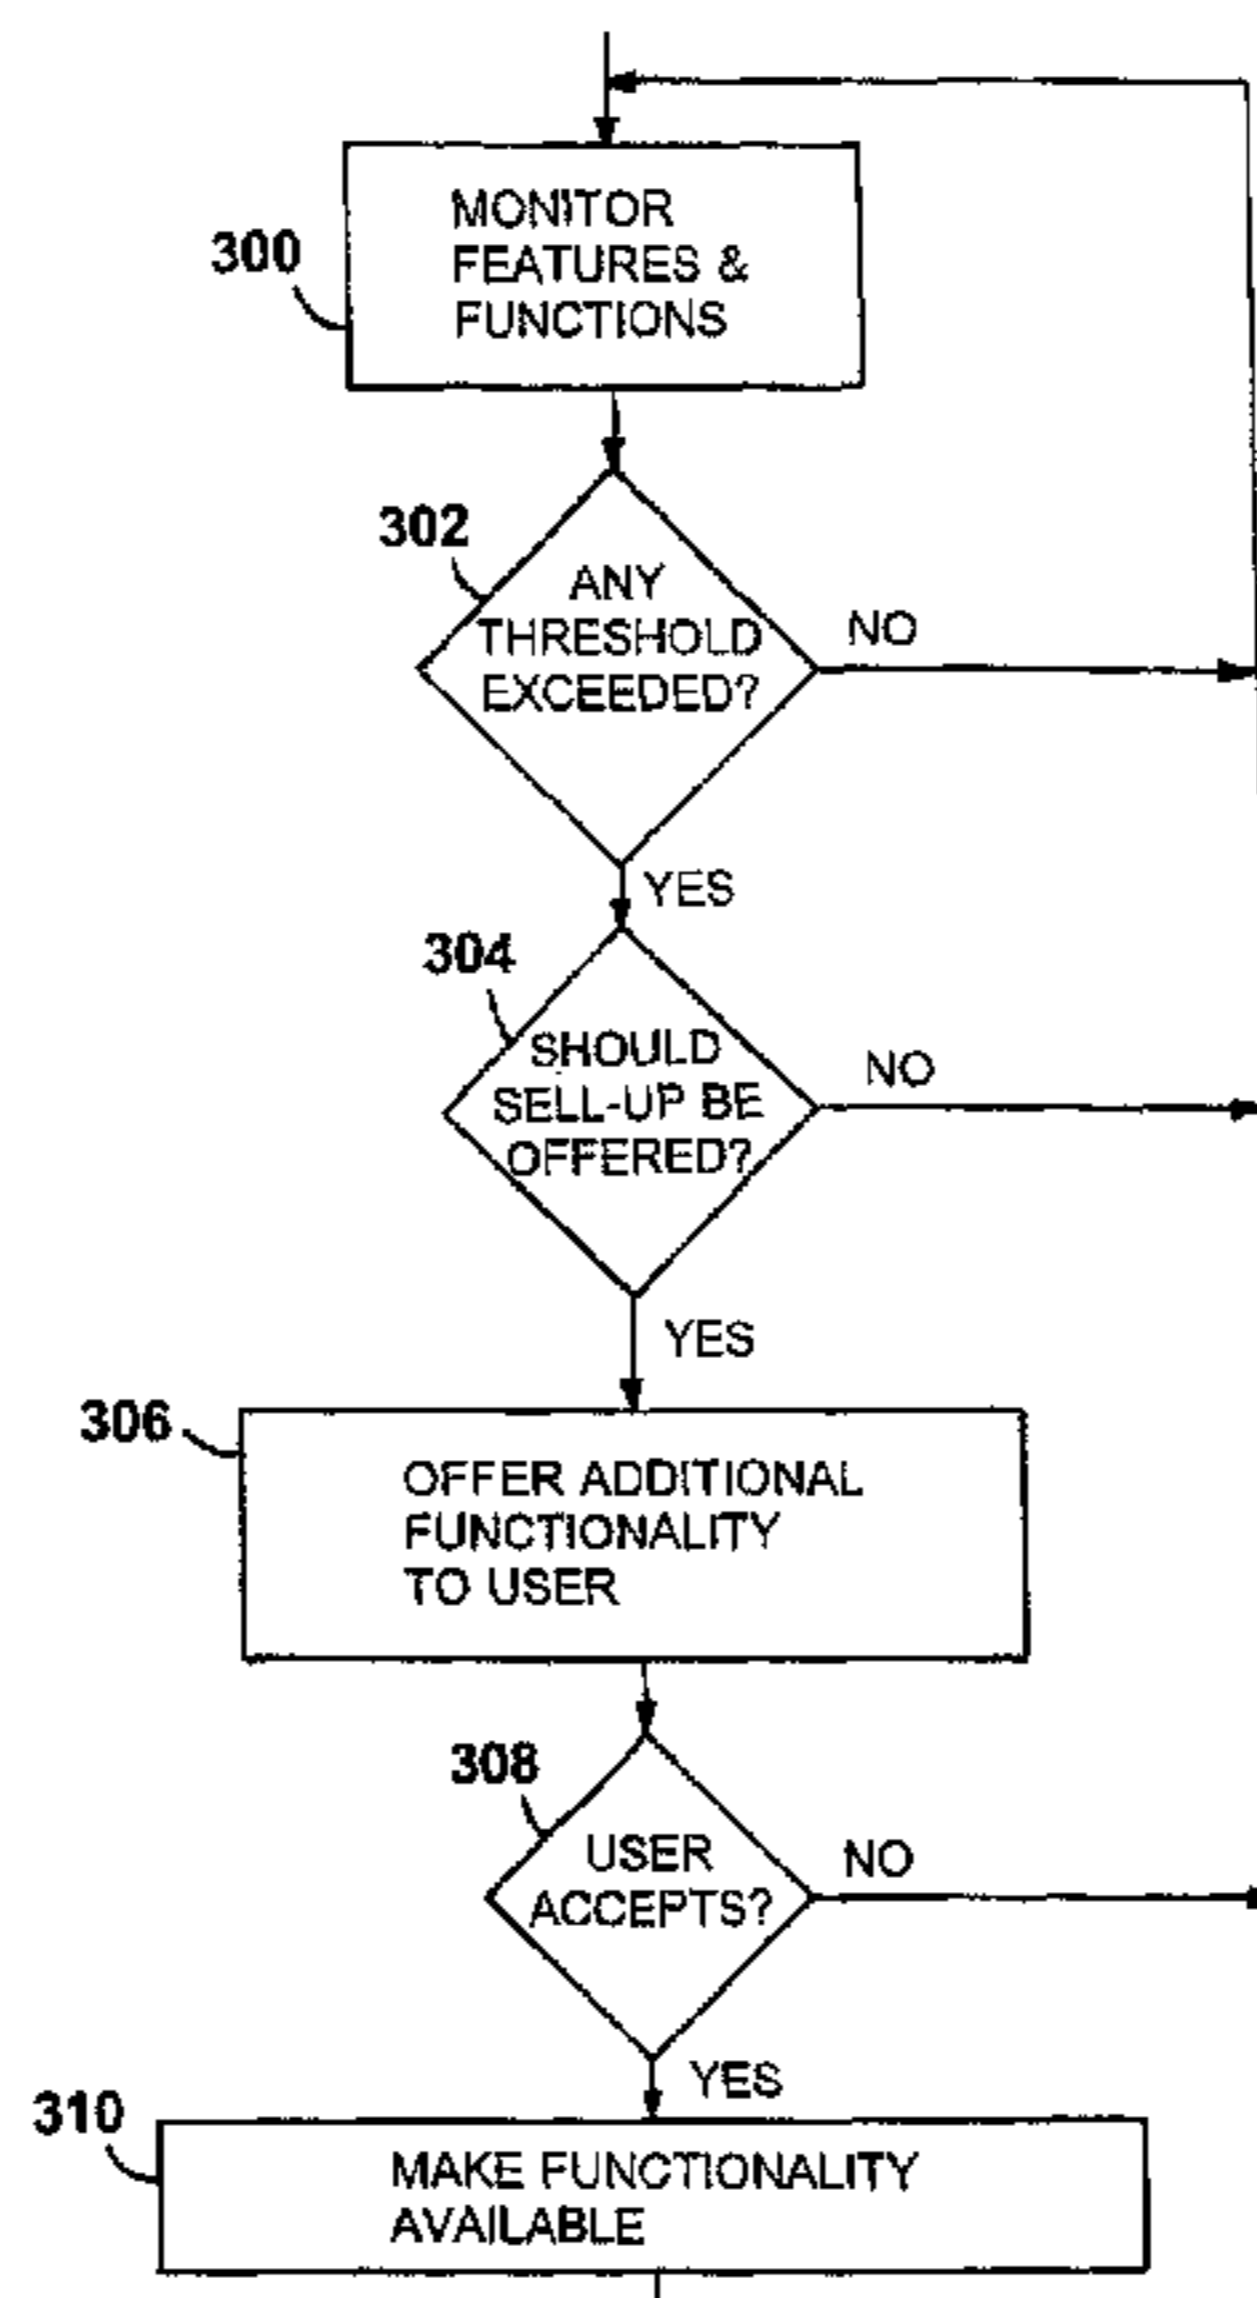 300
MONITOR
FEATURES &
FUNCTIONS
302
ANY
THRESHOLD
EXCEEDED?
NO
YES
304
SHOULD
SELL-UP BE
OFFERED?
NO
YES
306
OFFER ADDITIONAL
FUNCTIONALITY
TO USER
308
USER
ACCEPTS?
NO
YES
310
MAKE FUNCTIONALITY
AVAILABLE